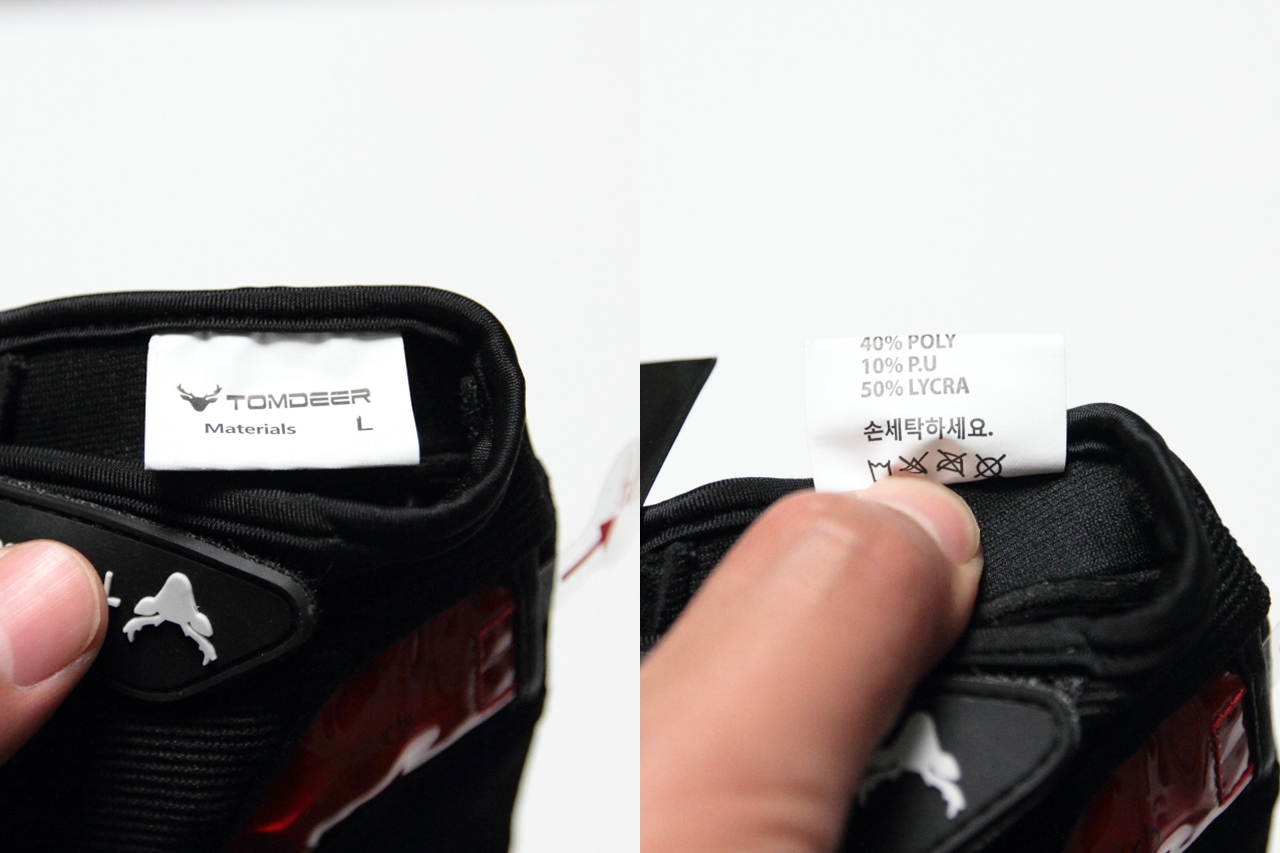 TOMDEER
Materials L
40% POLY
10% P.U
50% LYCRA
손세탁하세요.